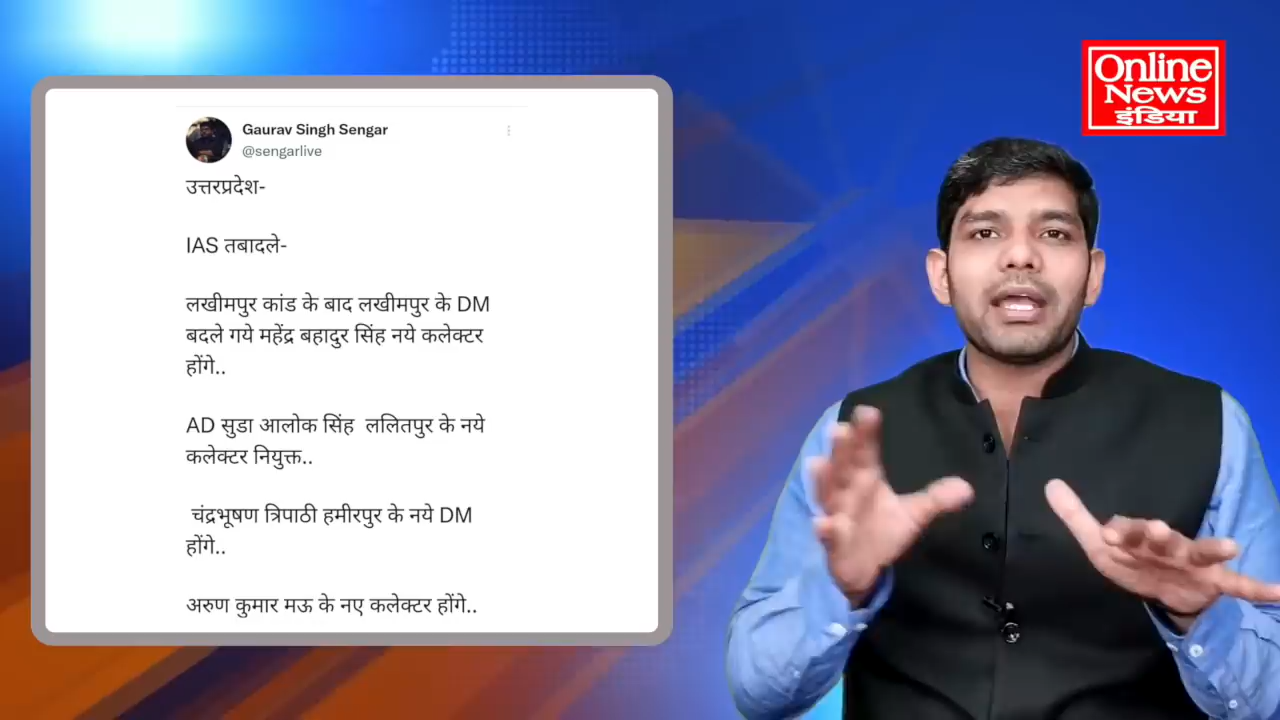 Gaurav Singh Sengar
@sengarlive
उत्तरप्रदेश-
IAS तबादले-
लखीमपुर कांड के बाद लखीमपुर के DM
बदले गये महेंद्र बहादुर सिंह नये कलेक्टर
होंगे..
AD सुडा आलोक सिंह  ललितपुर के नये
कलेक्टर नियुक्त..
चंद्रभूषण त्रिपाठी हमीरपुर के नये DM
होंगे..
अरुण कुमार मऊ के नए कलेक्टर होंगे..
Online
News
इंडिया